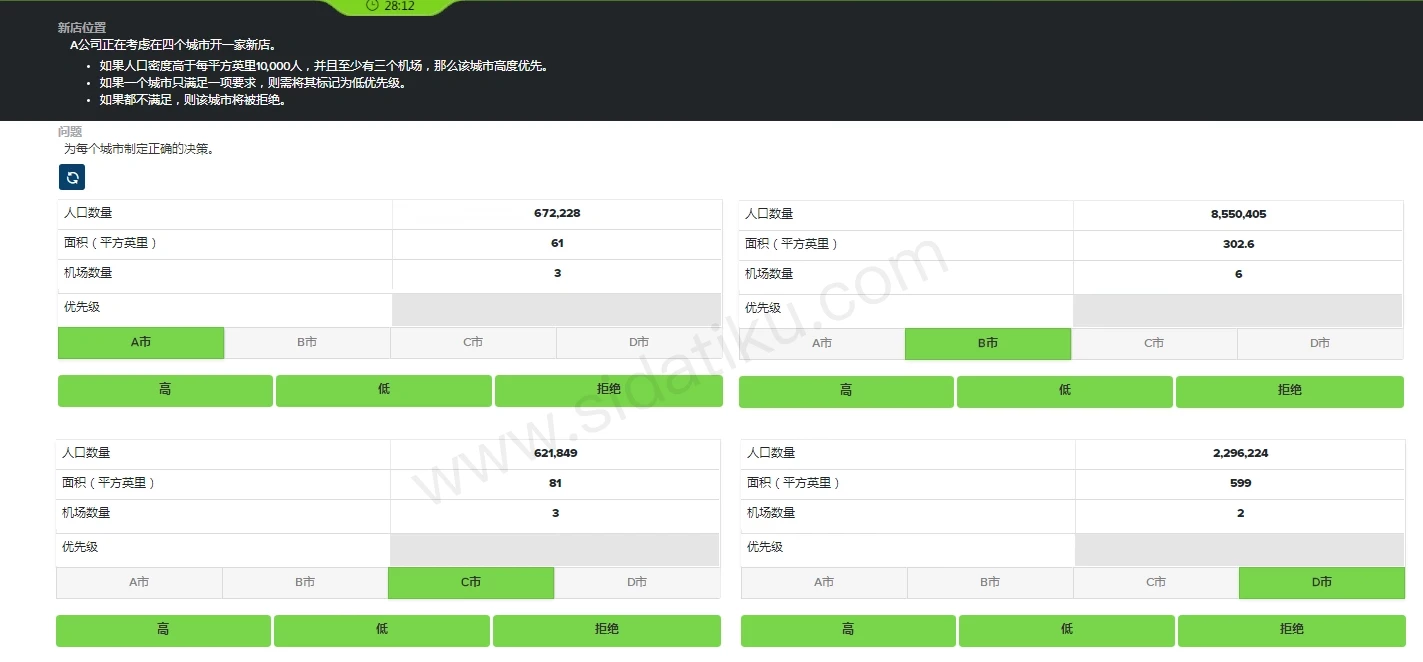 28:12
新店位置
A公司正在考虑在四个城市开一家新店。
• 如果人口密度高于每平方英里10,000人，并且至少有三个机场，那么该城市高度优先。
• 如果一个城市只满足一项要求，则需将其标记为低优先级。
• 如果都不满足，则该城市将被拒绝。
问题
为每个城市制定正确的决策。
人口数量 672,228
面积（平方英里） 61
机场数量 3
优先级
A市 B市 C市 D市
高 低 拒绝
人口数量 8,550,405
面积（平方英里） 302.6
机场数量 6
优先级
A市 B市 C市 D市
高 低 拒绝
人口数量 621,849
面积（平方英里） 81
机场数量 3
优先级
A市 B市 C市 D市
高 低 拒绝
人口数量 2,296,224
面积（平方英里） 599
机场数量 2
优先级
A市 B市 C市 D市
高 低 拒绝
www.sidatiku.com